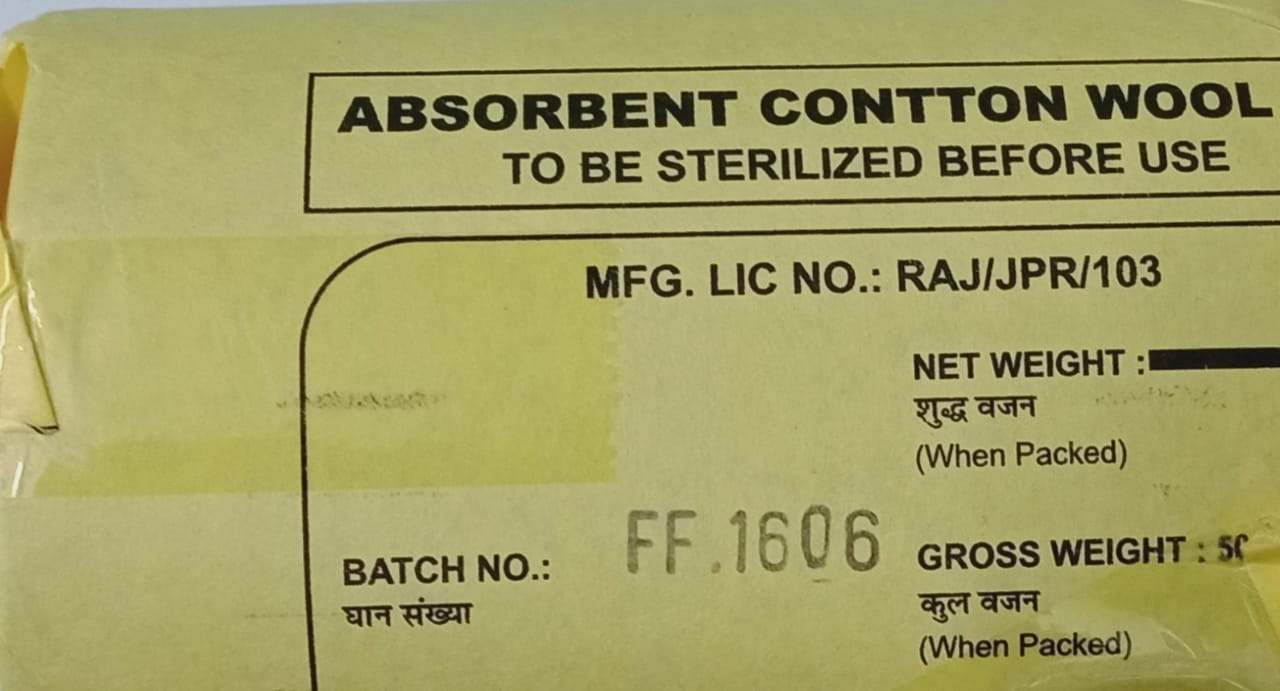 ABSORBENT CONTTON WOOL
TO BE STERILIZED BEFORE USE
MFG. LIC NO.: RAJ/JPR/103
NET WEIGHT :
शुद्ध वजन
(When Packed)
BATCH NO.: FF.1606
घान संख्या
GROSS WEIGHT :
कुल वजन
(When Packed)